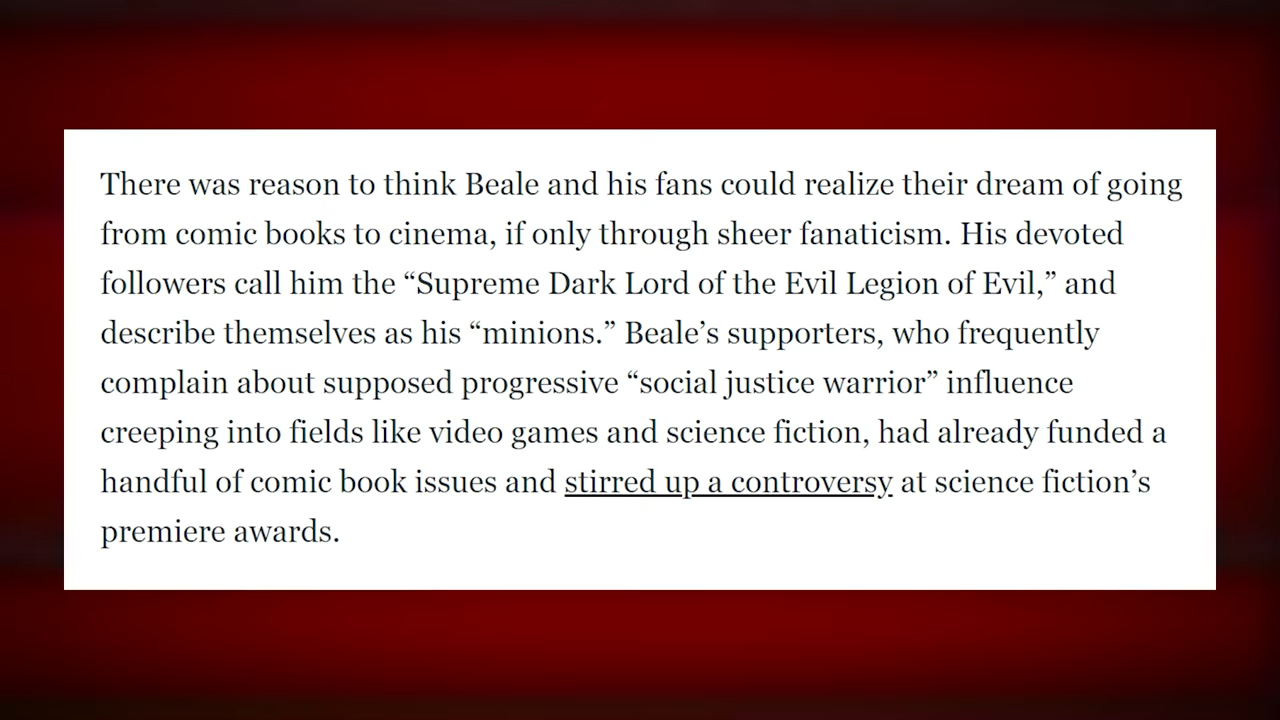 There was reason to think Beale and his fans could realize their dream of going
from comic books to cinema, if only through sheer fanaticism. His devoted
followers call him the “Supreme Dark Lord of the Evil Legion of Evil,” and
describe themselves as his “minions.” Beale’s supporters, who frequently
complain about supposed progressive “social justice warrior” influence
creeping into fields like video games and science fiction, had already funded a
handful of comic book issues and stirred up a controversy at science fiction’s
premiere awards.